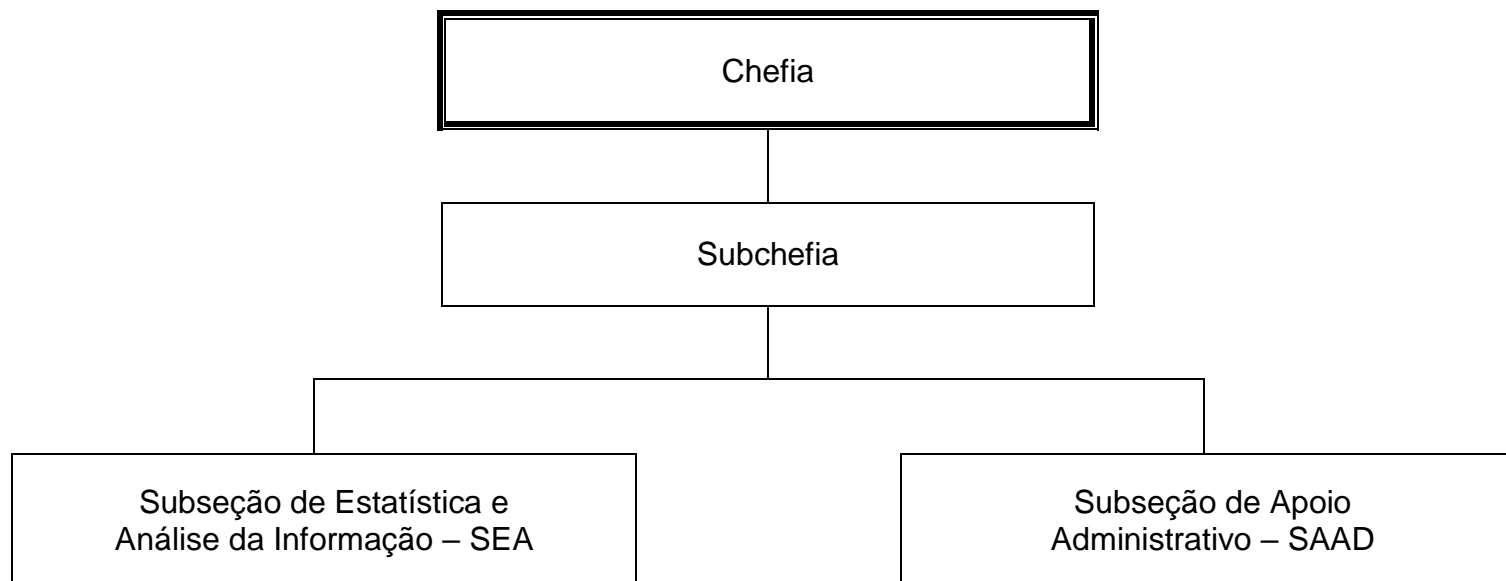 Chefia
Subchefia
Subseção de Estatística e
Análise da Informação – SEA
Subseção de Apoio
Administrativo – SAAD